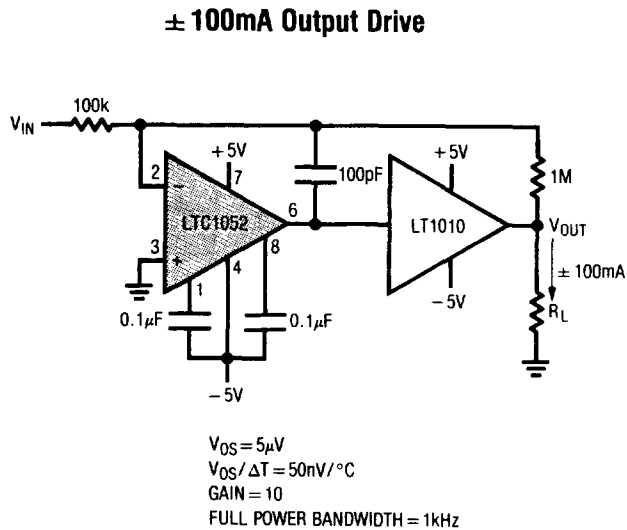 ± 100mA Output Drive
100k
V_IN
+5V
+5V
2
7
100pF
1M
−
LTC1052
6
LT1010
V_OUT
3
+
8
4
± 100mA
1
−5V
0.1μF
0.1μF
R_L
−5V
V_OS = 5μV
V_OS/ΔT = 50nV/°C
GAIN = 10
FULL POWER BANDWIDTH = 1kHz